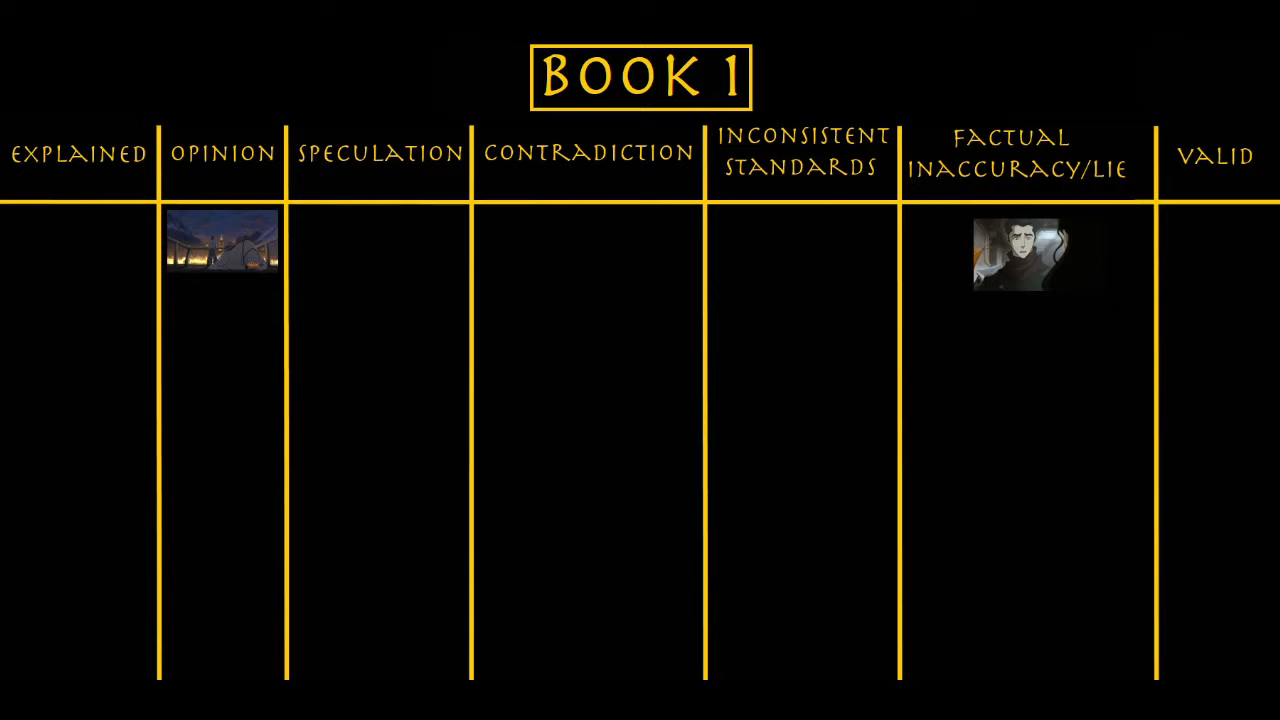 BOOK 1
EXPLAINED
OPINION
SPECULATION
CONTRADICTION
INCONSISTENT
STANDARDS
FACTUAL
INACCURACY/LIE
VALID